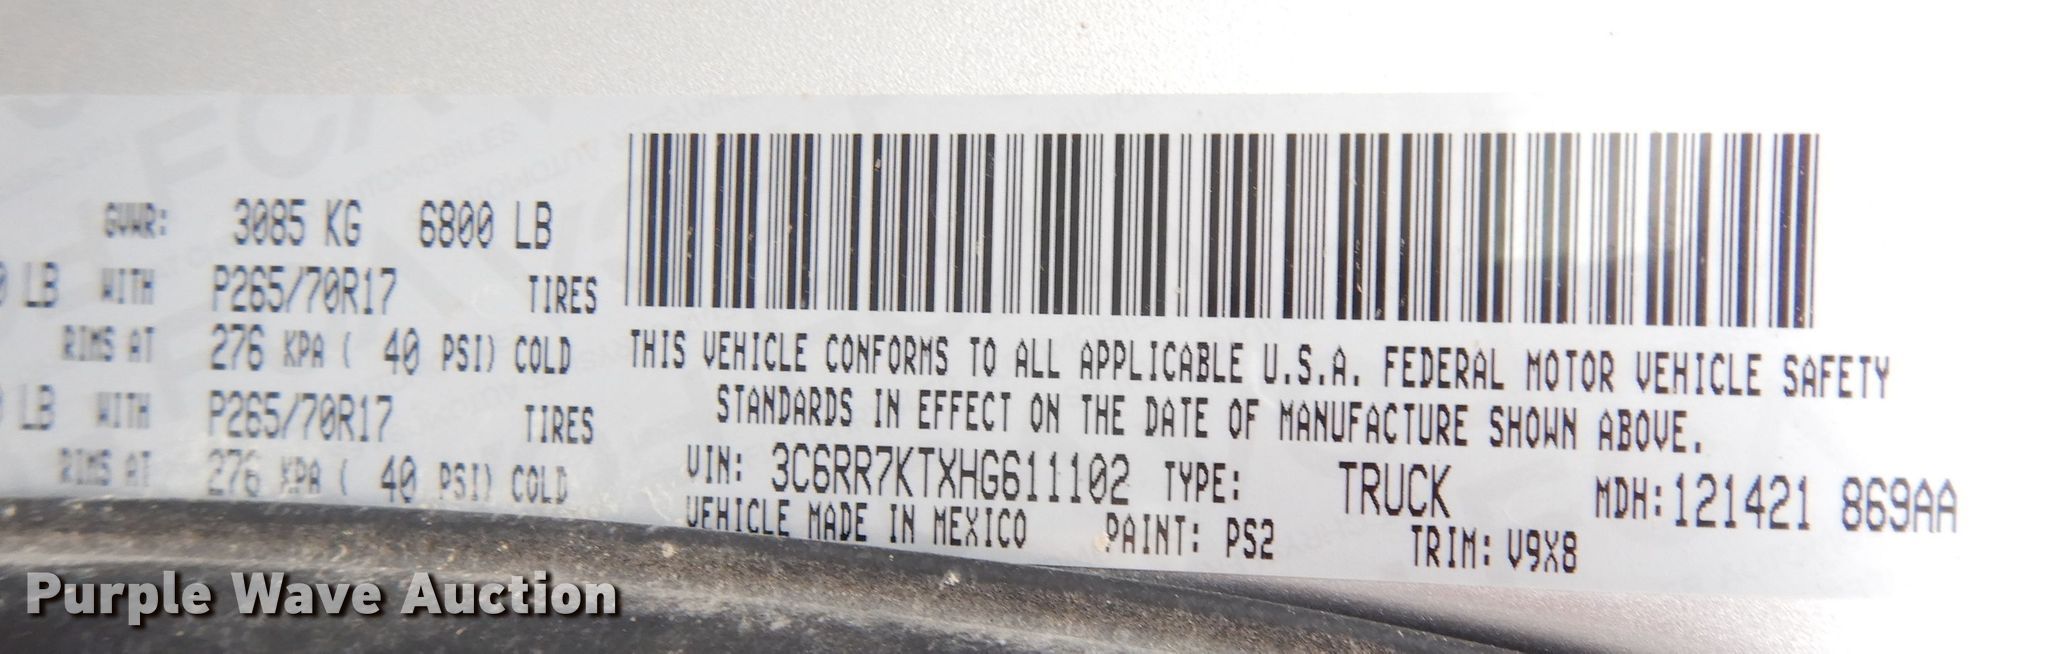 GVWR: 3085 KG 6800 LB
LB WITH P265/70R17 TIRES
RIMS AT 276 KPA ( 40 PSI) COLD
LB WITH P265/70R17 TIRES
RIMS AT 276 KPA ( 40 PSI) COLD
THIS VEHICLE CONFORMS TO ALL APPLICABLE U.S.A. FEDERAL MOTOR VEHICLE SAFETY
STANDARDS IN EFFECT ON THE DATE OF MANUFACTURE SHOWN ABOVE.
VIN: 3C6RR7KTXHG611102 TYPE: TRUCK MDH:121421 869AA
VEHICLE MADE IN MEXICO PAINT: PS2 TRIM: V9X8
Purple Wave Auction